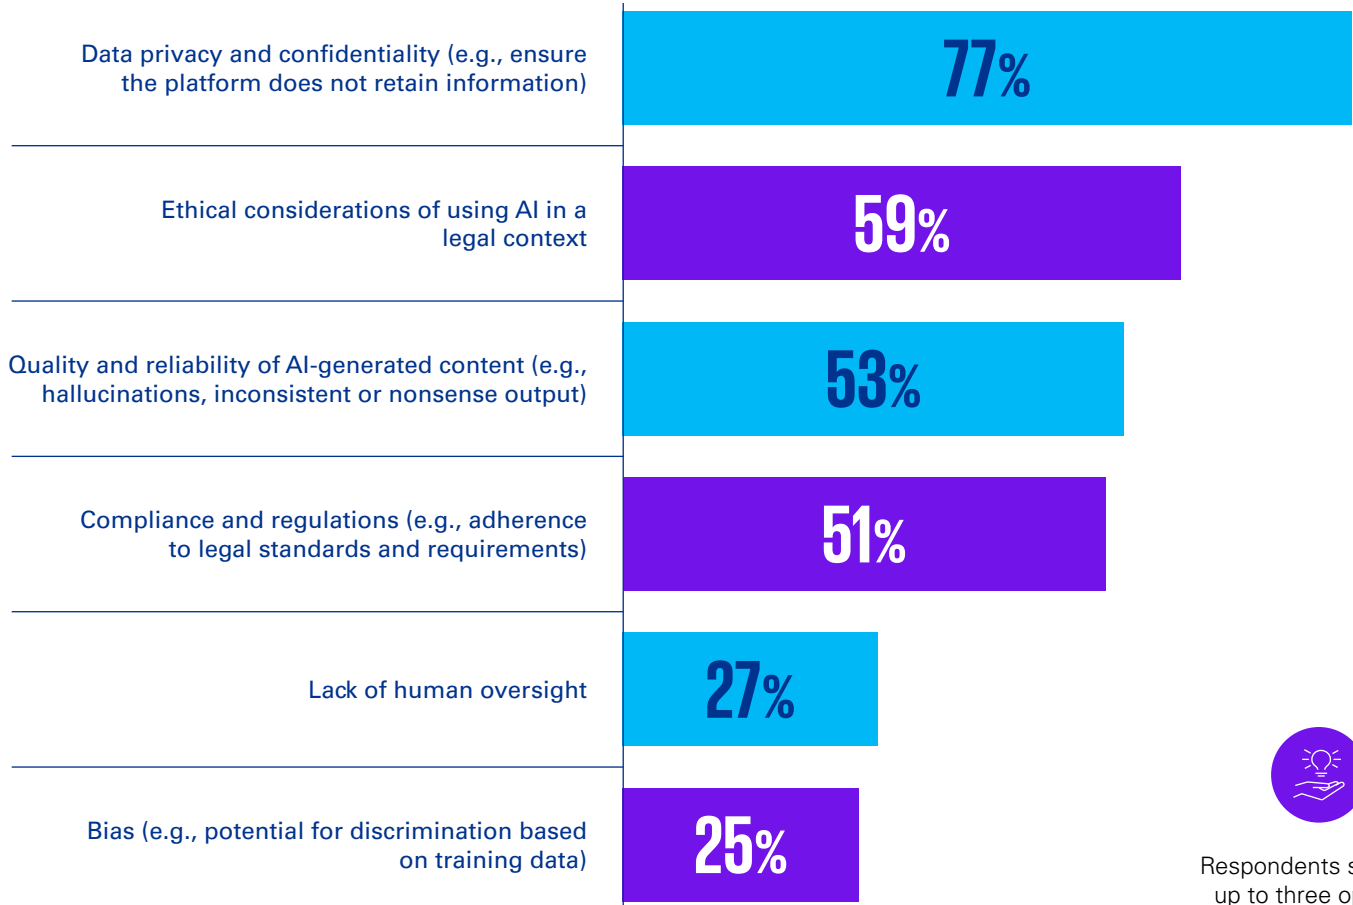 Data privacy and confidentiality (e.g., ensure
the platform does not retain information)
77%
Ethical considerations of using AI in a
legal context
59%
Quality and reliability of AI-generated content (e.g.,
hallucinations, inconsistent or nonsense output)
53%
Compliance and regulations (e.g., adherence
to legal standards and requirements)
51%
Lack of human oversight
27%
Bias (e.g., potential for discrimination based
on training data)
25%
Respondents
up to three